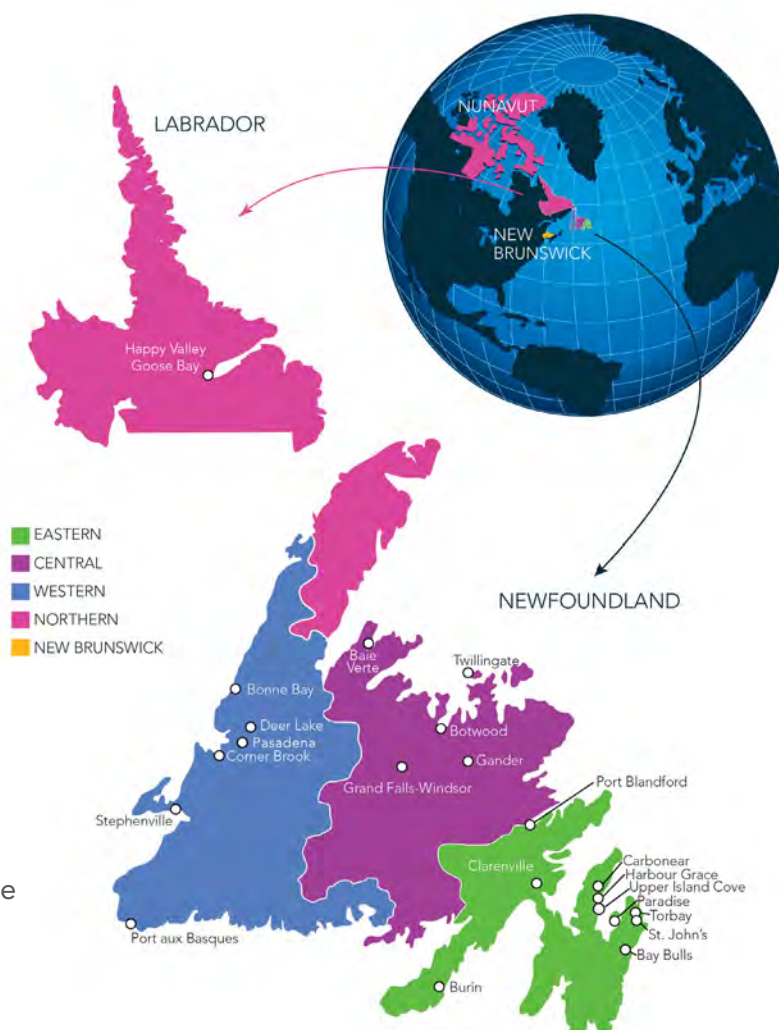 LABRADOR
NUNAVUT
NEW
BRUNSWICK
Happy Valley
Goose Bay
EASTERN
CENTRAL
WESTERN
NORTHERN
NEW BRUNSWICK
NEWFOUNDLAND
Baie
Verte
Twillingate
Bonne Bay
Deer Lake
Pasadena
Corner Brook
Botwood
Gander
Grand Falls-Windsor
Port Blandford
Stephenville
Clarenville
Carbonear
Harbour Grace
Upper Island Cove
Paradise
Torbay
St. John's
Bay Bulls
e
Port aux Basques
Burin